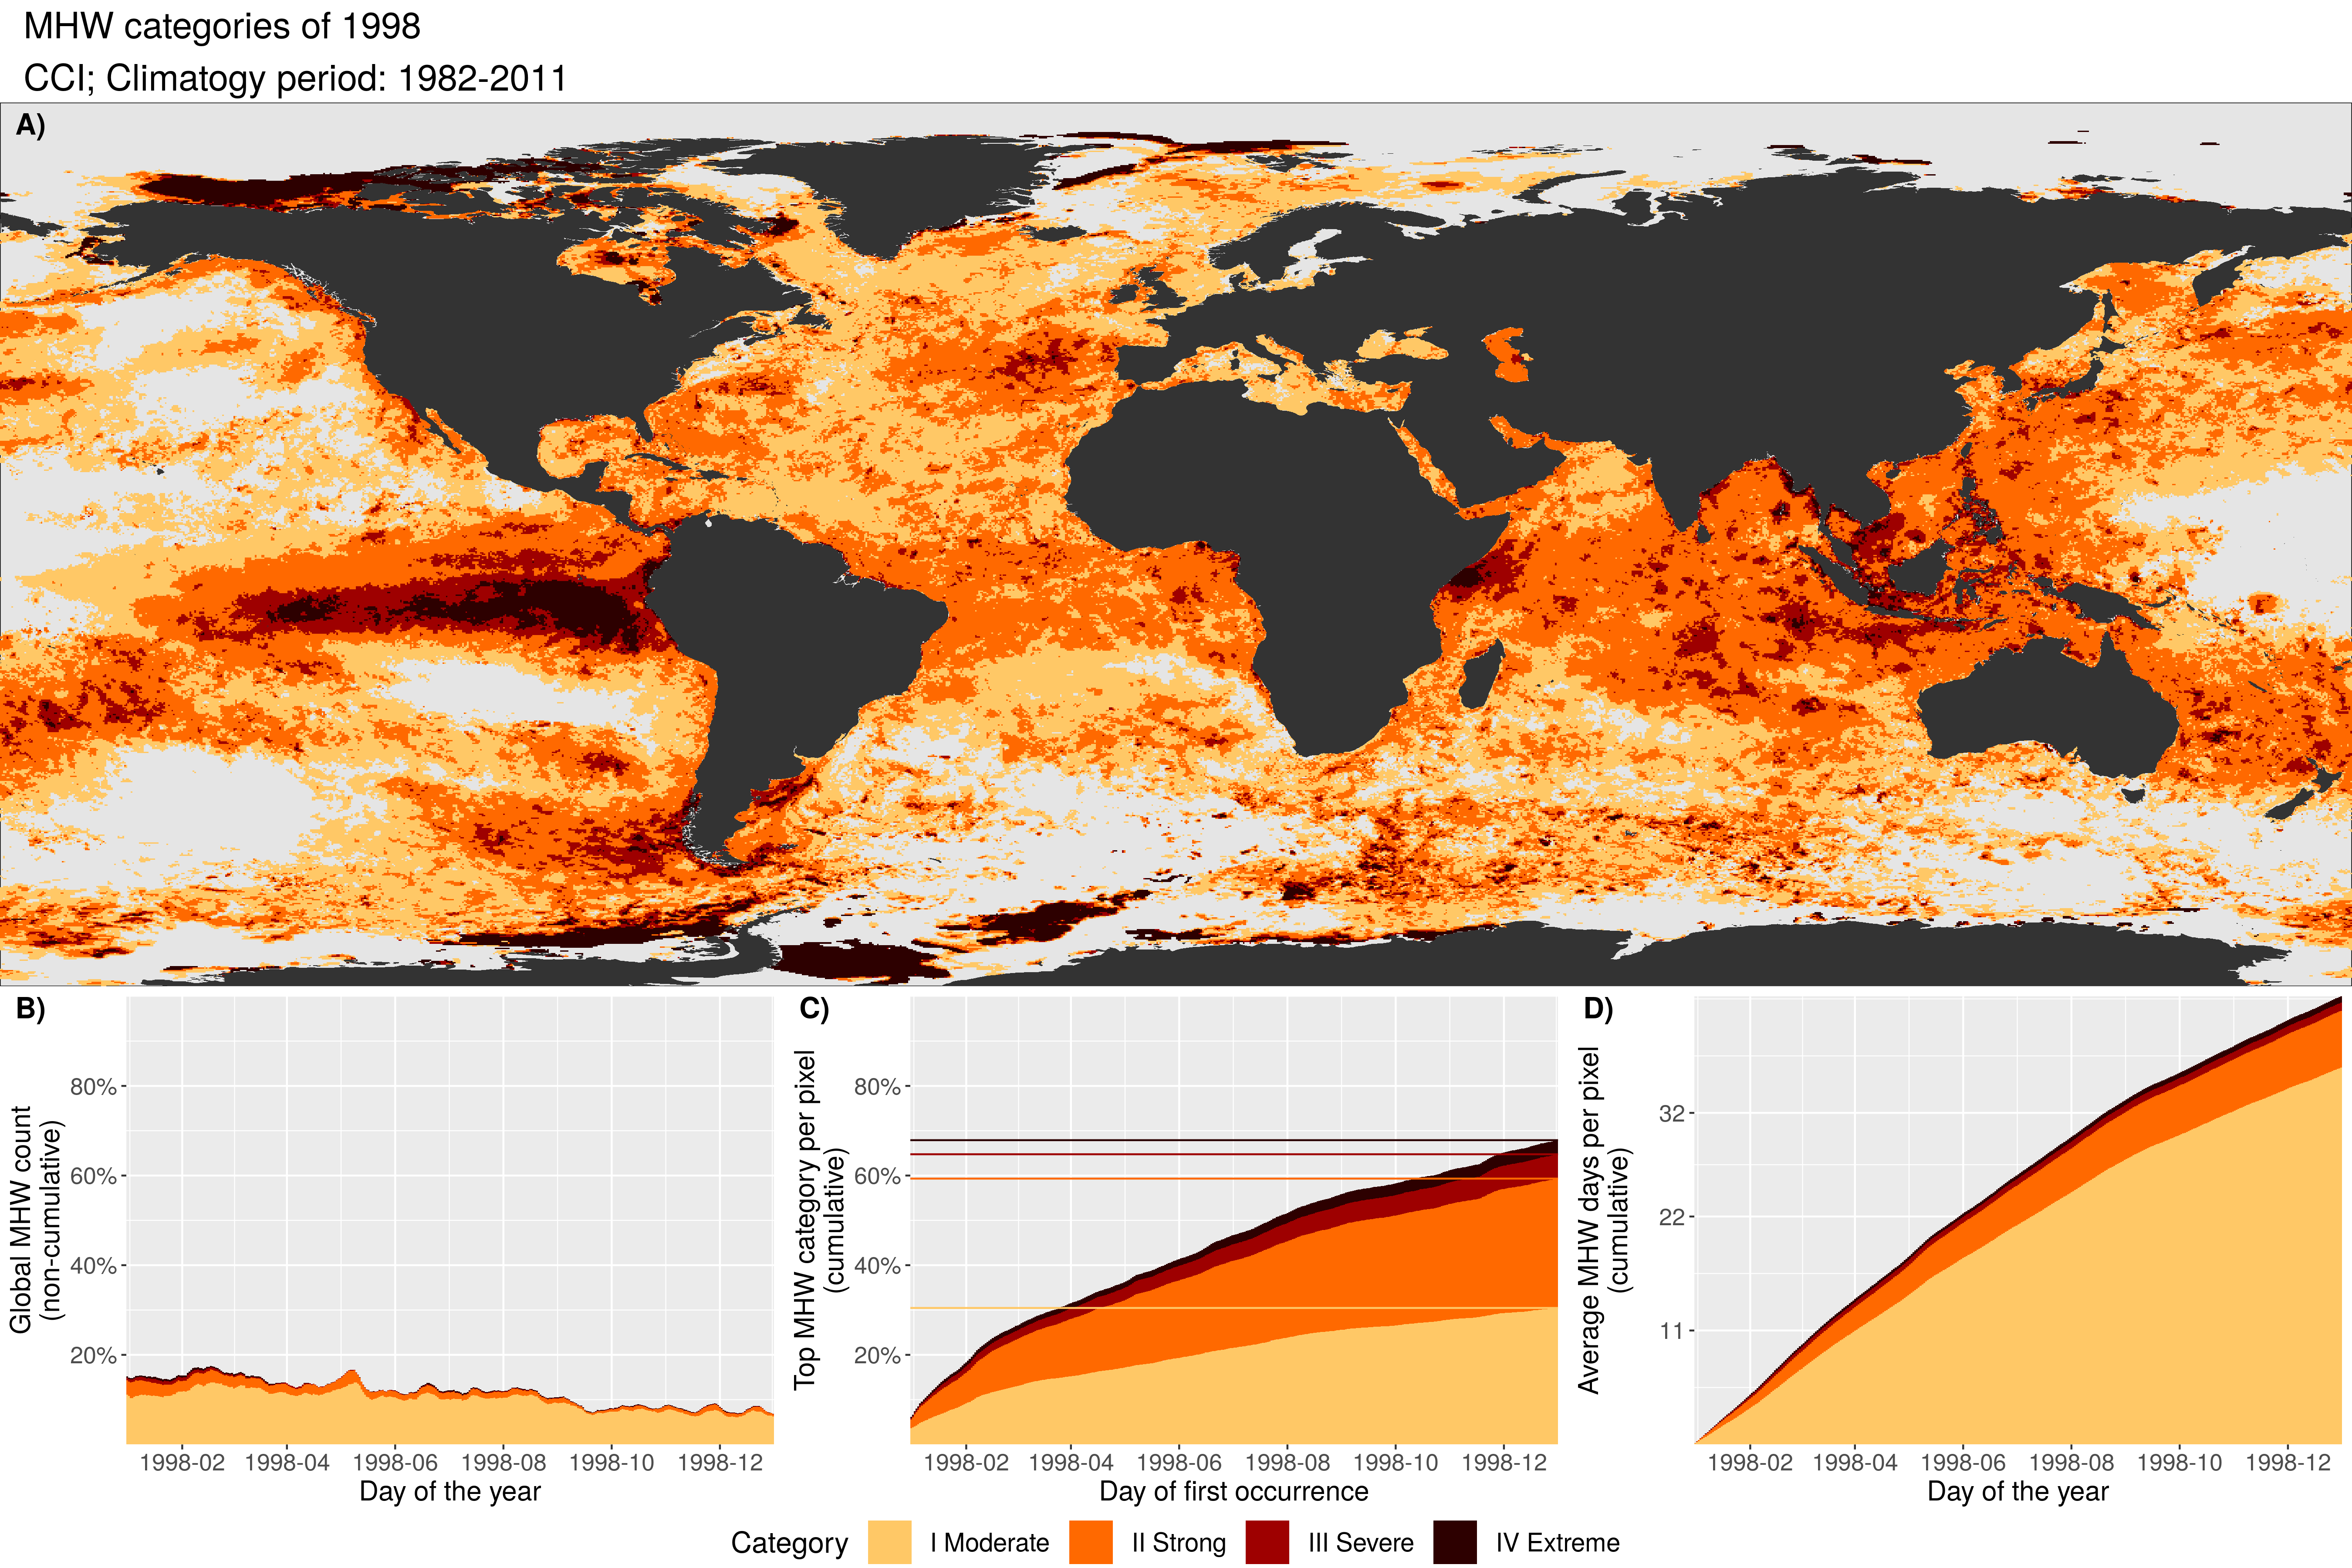 MHW categories of 1998
CCI; Climatogy period: 1982-2011
A)
B)
Global MHW count
(non-cumulative)
80%
60%
40%
20%
1998-02 1998-04 1998-06 1998-08 1998-10 1998-12
Day of the year
C)
Top MHW category per pixel
(cumulative)
80%
60%
40%
20%
1998-02 1998-04 1998-06 1998-08 1998-10 1998-12
Day of first occurrence
D)
Average MHW days per pixel
(cumulative)
32
22
11
1998-02 1998-04 1998-06 1998-08 1998-10 1998-12
Day of the year
Category I Moderate II Strong III Severe IV Extreme